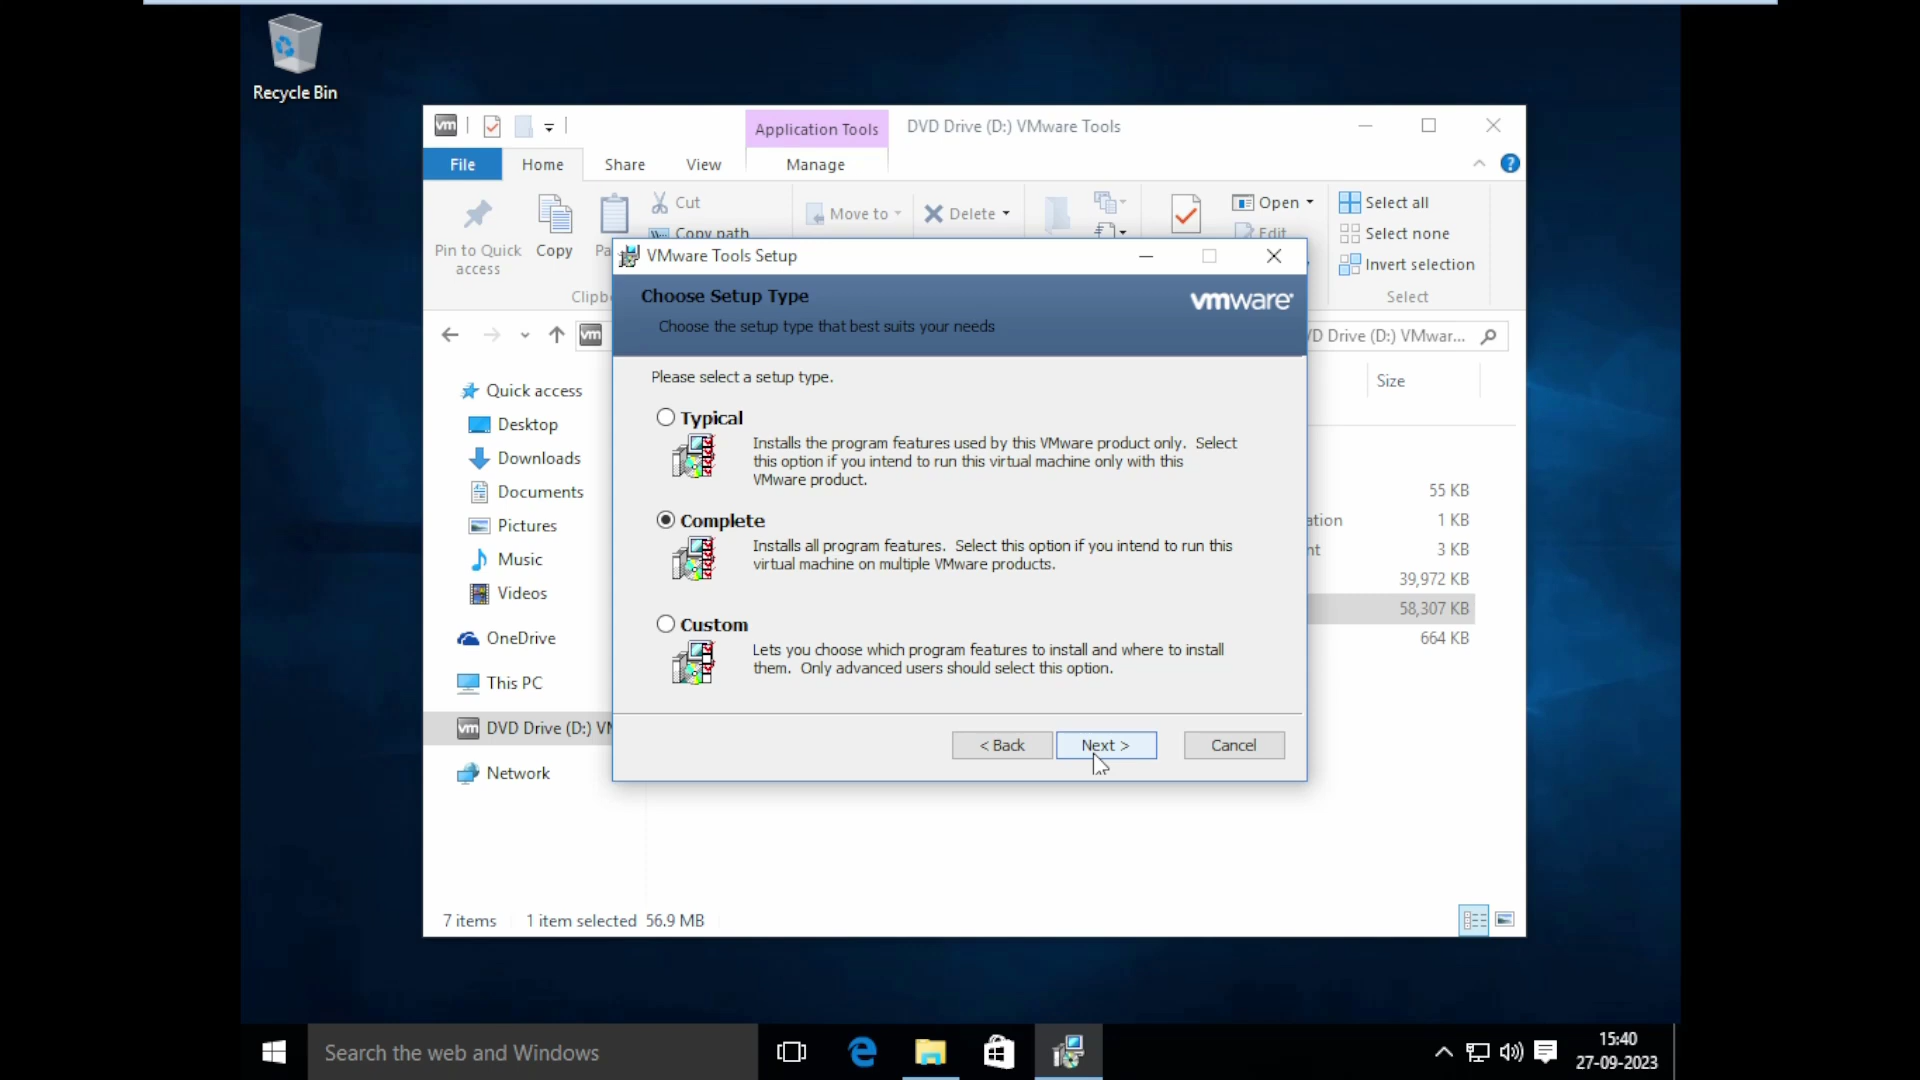 Recycle Bin
vm
Application Tools
DVD Drive (D:) VMware Tools
File
Home
Share
View
Manage
Pin to Quick
access
Copy
Pa
Cut
Copy path
Move to
Delete
Open
Edit
Select all
Select none
Invert selection
Clipb
Select
VMware Tools Setup
Choose Setup Type
Choose the setup type that best suits your needs
vmware
vm
D Drive (D:) VMwar...
Size
Please select a setup type.
Typical
Installs the program features used by this VMware product only. Select
this option if you intend to run this virtual machine only with this
VMware product.
Complete
Installs all program features. Select this option if you intend to run this
virtual machine on multiple VMware products.
Custom
Lets you choose which program features to install and where to install
them. Only advanced users should select this option.
< Back
Next >
Cancel
Quick access
Desktop
Downloads
Documents
Pictures
Music
Videos
OneDrive
This PC
vm
DVD Drive (D:) VM
Network
55 KB
ation
1 KB
nt
3 KB
39,972 KB
58,307 KB
664 KB
7 items
1 item selected 56.9 MB
Search the web and Windows
15:40
27-09-2023